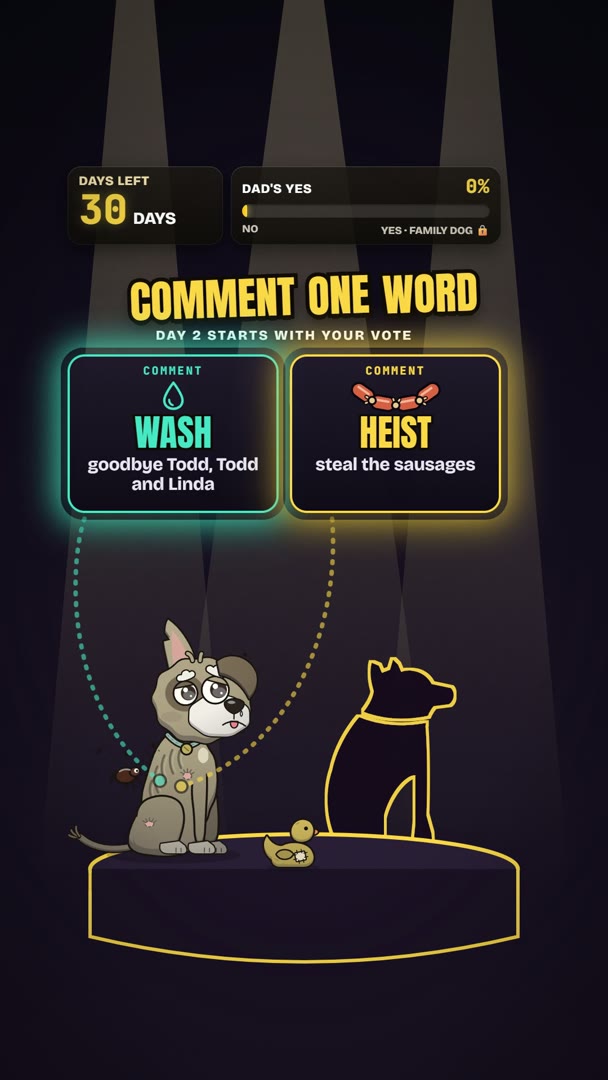 DAYS LEFT
30 DAYS
DAD'S YES
0%
NO
YES · FAMILY DOG
COMMENT ONE WORD
DAY 2 STARTS WITH YOUR VOTE
COMMENT
WASH
goodbye Todd, Todd
and Linda
COMMENT
HEIST
steal the sausages